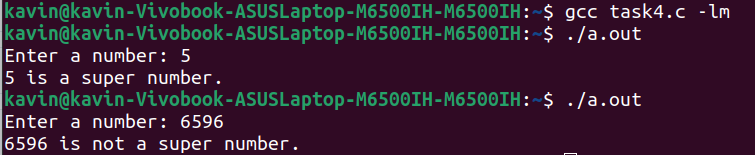 kavin@kavin-Vivobook-ASUSLaptop-M6500IH-M6500IH:~$ gcc task4.c -lm
kavin@kavin-Vivobook-ASUSLaptop-M6500IH-M6500IH:~$ ./a.out
Enter a number: 5
5 is a super number.
kavin@kavin-Vivobook-ASUSLaptop-M6500IH-M6500IH:~$ ./a.out
Enter a number: 6596
6596 is not a super number.